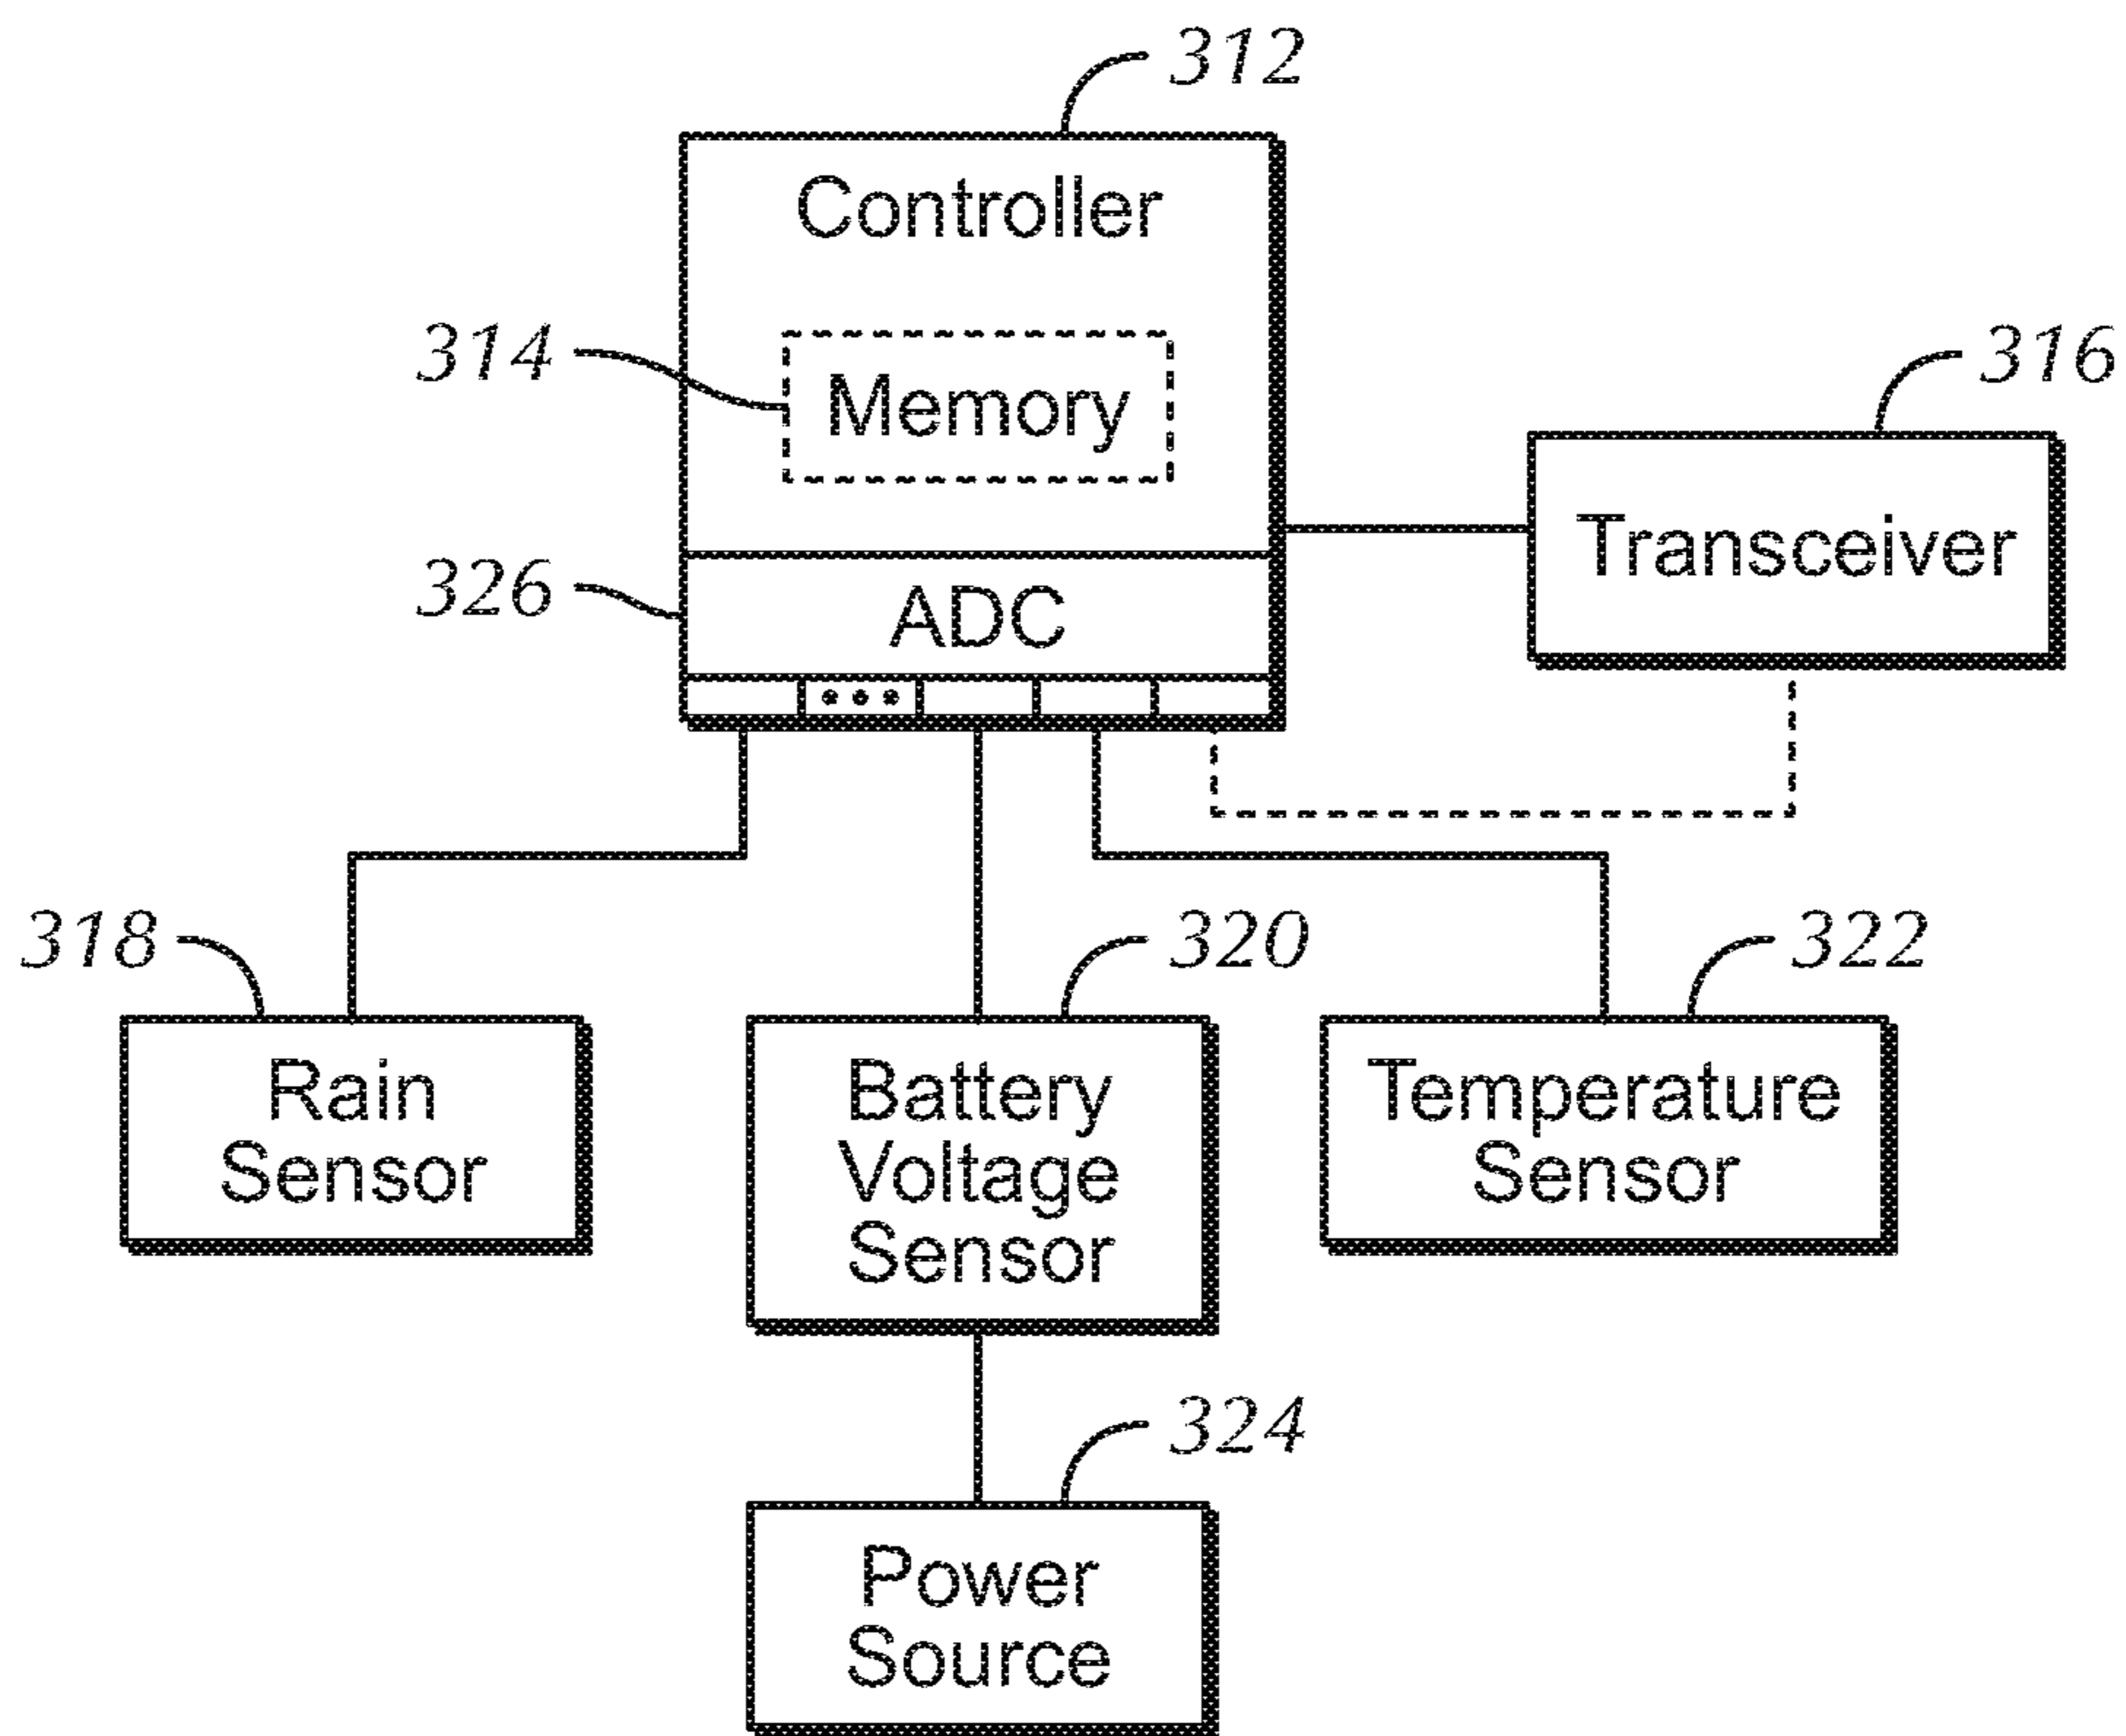 312
Controller
314
Memory
316
Transceiver
326
ADC
318
320
322
Rain
Sensor
Battery
Voltage
Sensor
Temperature
Sensor
324
Power
Source